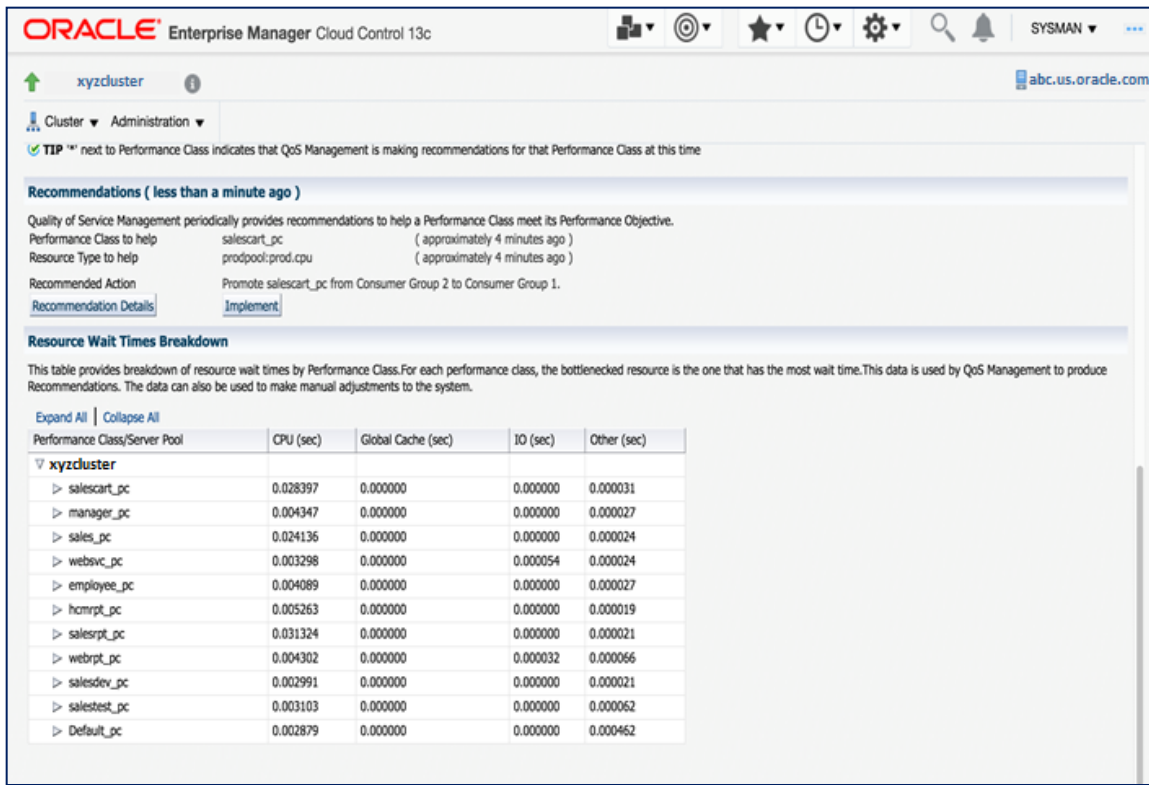 ORACLE Enterprise Manager Cloud Control 13c SYSMAN
xyzcluster abc.us.oracle.com
Cluster Administration
TIP '*' next to Performance Class indicates that QoS Management is making recommendations for that Performance Class at this time
Recommendations ( less than a minute ago )
Quality of Service Management periodically provides recommendations to help a Performance Class meet its Performance Objective.
Performance Class to help salescart_pc ( approximately 4 minutes ago )
Resource Type to help prodpool:prod.cpu ( approximately 4 minutes ago )
Recommended Action Promote salescart_pc from Consumer Group 2 to Consumer Group 1.
Recommendation Details Implement
Resource Wait Times Breakdown
This table provides breakdown of resource wait times by Performance Class.For each performance class, the bottlenecked resource is the one that has the most wait time.This data is used by QoS Management to produce
Recommendations. The data can also be used to make manual adjustments to the system.
Expand All | Collapse All
Performance Class/Server Pool CPU (sec) Global Cache (sec) IO (sec) Other (sec)
xyzcluster
salescart_pc 0.028397 0.000000 0.000000 0.000031
manager_pc 0.004347 0.000000 0.000000 0.000027
sales_pc 0.024136 0.000000 0.000000 0.000024
websvc_pc 0.003298 0.000000 0.000054 0.000024
employee_pc 0.004089 0.000000 0.000000 0.000027
hcmrpt_pc 0.005263 0.000000 0.000000 0.000019
salesrpt_pc 0.031324 0.000000 0.000000 0.000021
webrpt_pc 0.004302 0.000000 0.000032 0.000066
salesdev_pc 0.002991 0.000000 0.000000 0.000021
salestest_pc 0.003103 0.000000 0.000000 0.000062
Default_pc 0.002879 0.000000 0.000000 0.000462